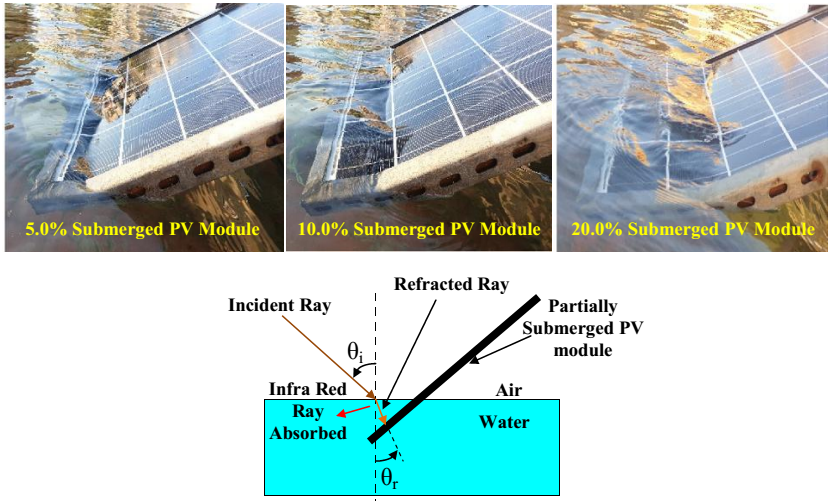 5.0% Submerged PV Module
10.0% Submerged PV Module
20.0% Submerged PV Module
Refracted Ray
Incident Ray
Partially
Submerged PV
module
θi
Infra Red
Air
Ray
Absorbed
Water
θr